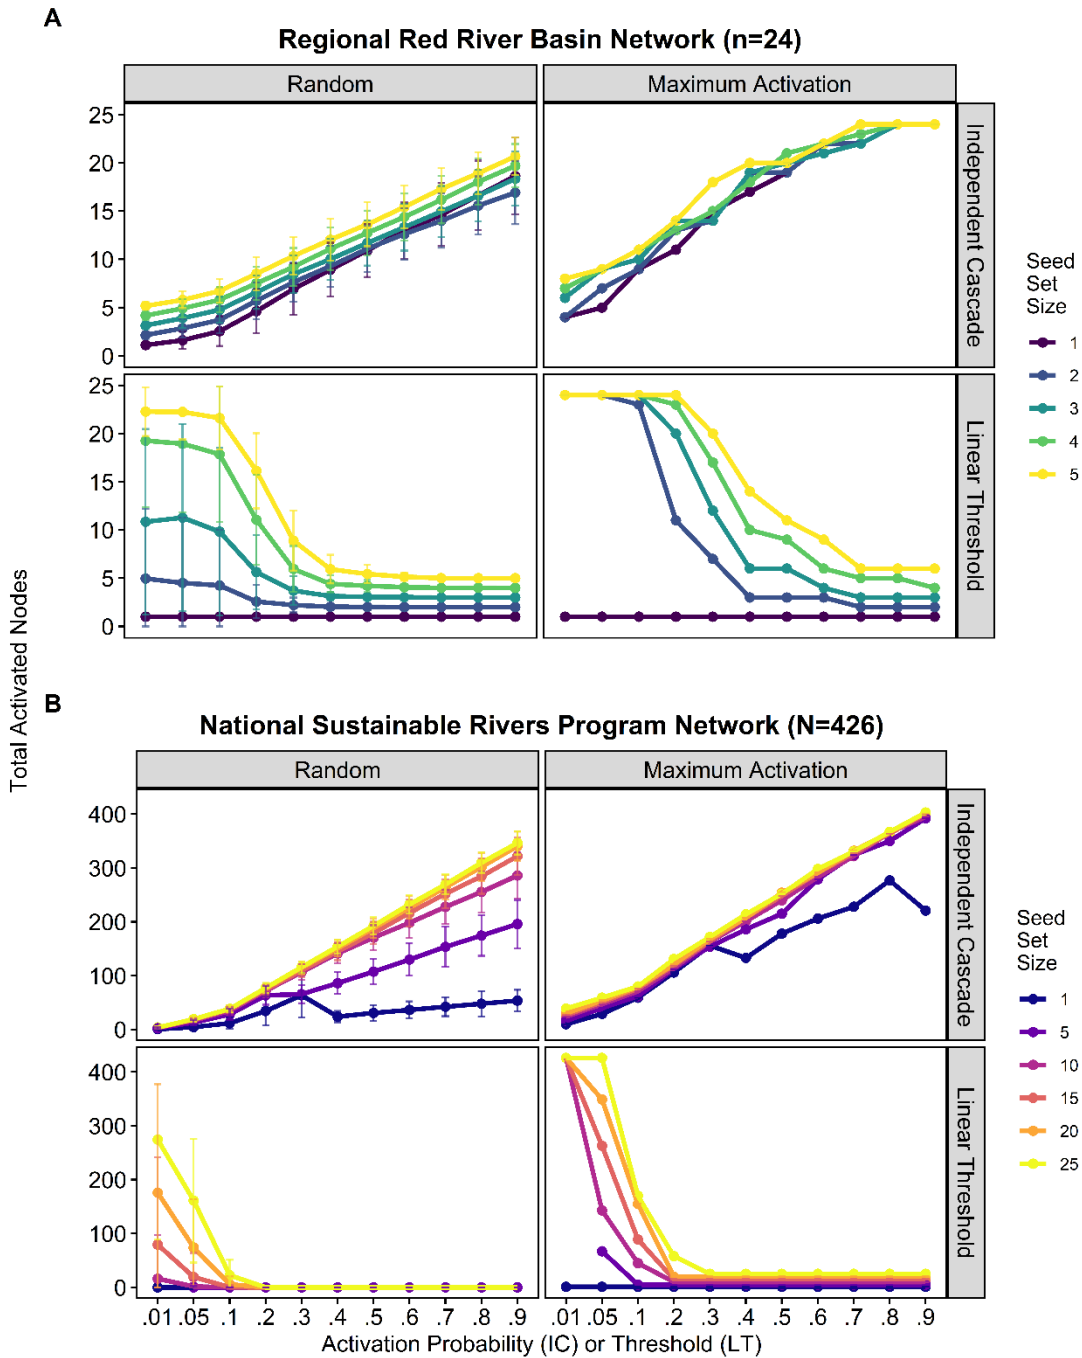 A
Regional Red River Basin Network (n=24)
Random
Maximum Activation
25
20
15
10
5
0
Independent Cascade
25
20
15
10
5
0
Linear Threshold
Seed
Set
Size
1
2
3
4
5
Total Activated Nodes
B
National Sustainable Rivers Program Network (N=426)
Random
Maximum Activation
400
300
200
100
0
Independent Cascade
400
300
200
100
0
Linear Threshold
Seed
Set
Size
1
5
10
15
20
25
.01 .05 .1 .2 .3 .4 .5 .6 .7 .8 .9
.01 .05 .1 .2 .3 .4 .5 .6 .7 .8 .9
Activation Probability (IC) or Threshold (LT)